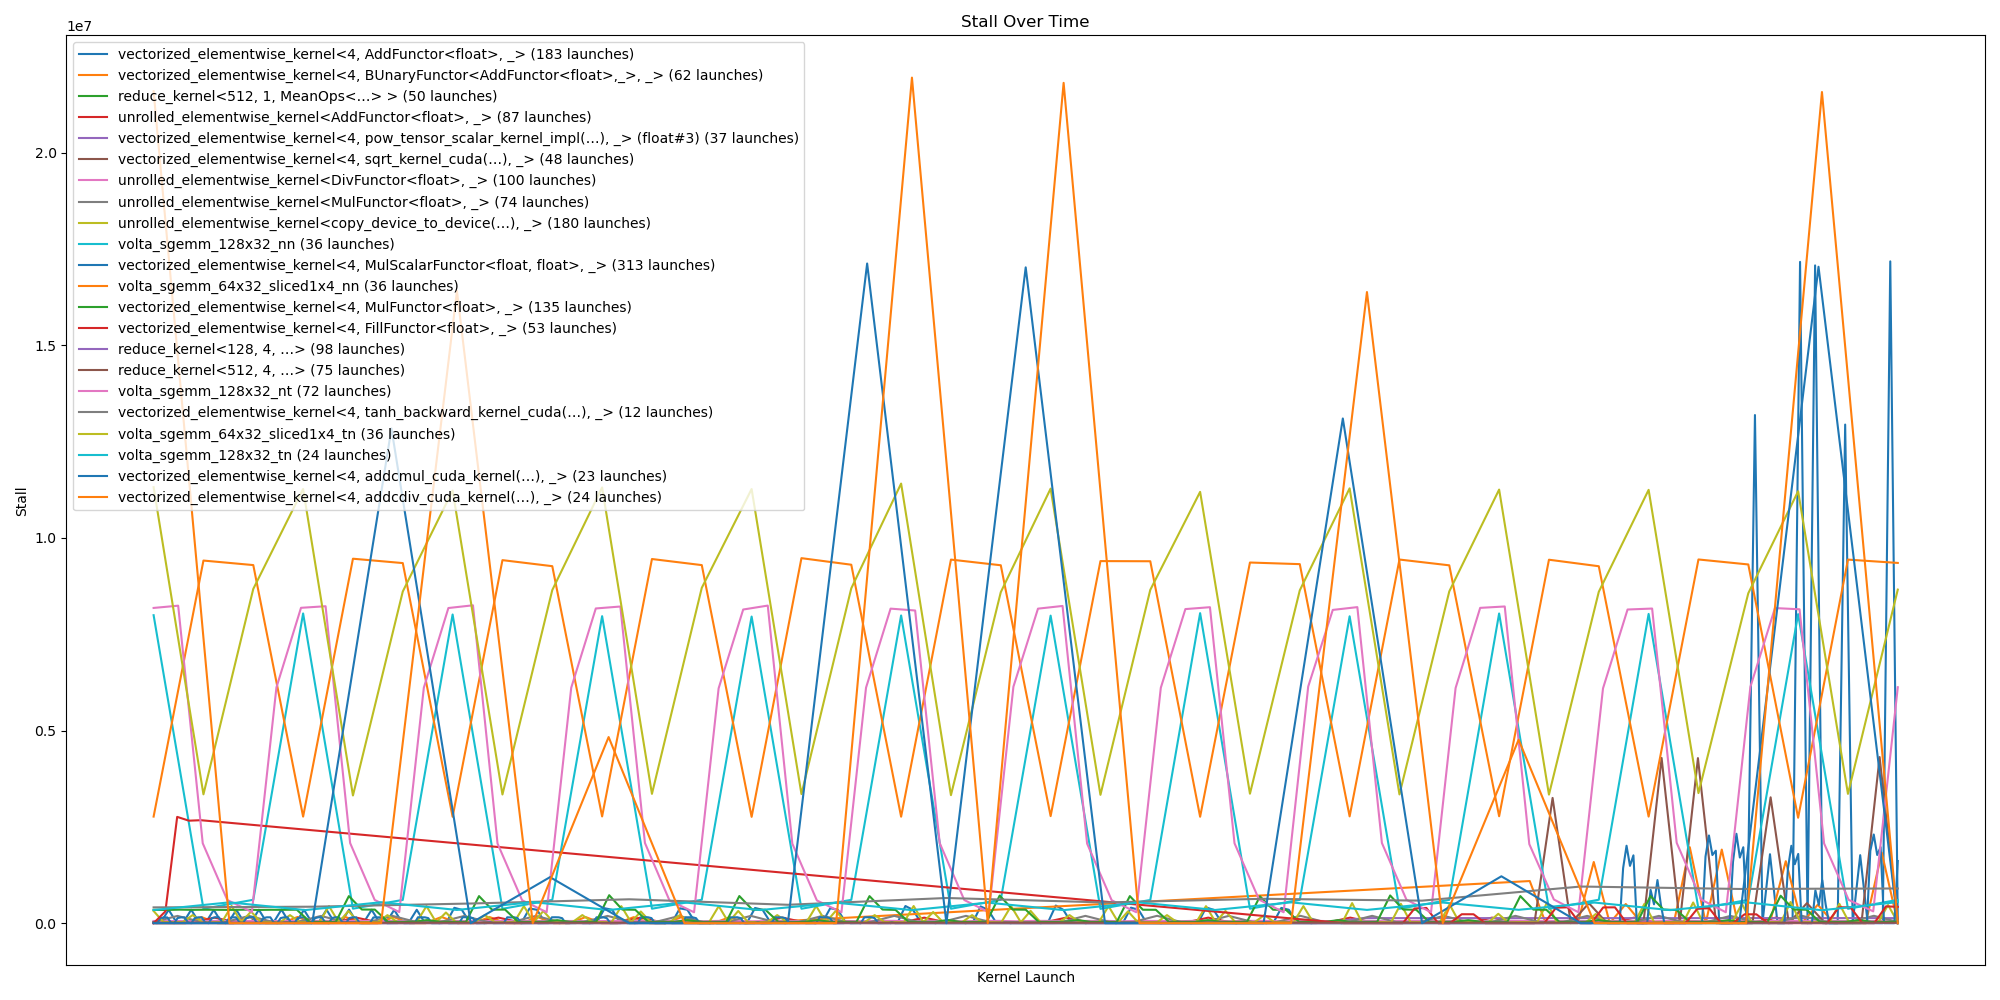 Stall Over Time
1e7
vectorized_elementwise_kernel<4, AddFunctor<float>, _> (183 launches)
vectorized_elementwise_kernel<4, BUnaryFunctor<AddFunctor<float>,_>, _> (62 launches)
reduce_kernel<512, 1, MeanOps<...> > (50 launches)
unrolled_elementwise_kernel<AddFunctor<float>, _> (87 launches)
vectorized_elementwise_kernel<4, pow_tensor_scalar_kernel_impl(...), _> (float#3) (37 launches)
vectorized_elementwise_kernel<4, sqrt_kernel_cuda(...), _> (48 launches)
unrolled_elementwise_kernel<DivFunctor<float>, _> (100 launches)
unrolled_elementwise_kernel<MulFunctor<float>, _> (74 launches)
unrolled_elementwise_kernel<copy_device_to_device(...), _> (180 launches)
volta_sgemm_128x32_nn (36 launches)
vectorized_elementwise_kernel<4, MulScalarFunctor<float, float>, _> (313 launches)
volta_sgemm_64x32_sliced1x4_nn (36 launches)
vectorized_elementwise_kernel<4, MulFunctor<float>, _> (135 launches)
vectorized_elementwise_kernel<4, FillFunctor<float>, _> (53 launches)
reduce_kernel<128, 4, ...> (98 launches)
reduce_kernel<512, 4, ...> (75 launches)
volta_sgemm_128x32_nt (72 launches)
vectorized_elementwise_kernel<4, tanh_backward_kernel_cuda(...), _> (12 launches)
volta_sgemm_64x32_sliced1x4_tn (36 launches)
volta_sgemm_128x32_tn (24 launches)
vectorized_elementwise_kernel<4, addcmul_cuda_kernel(...), _> (23 launches)
vectorized_elementwise_kernel<4, addcdiv_cuda_kernel(...), _> (24 launches)
2.0
1.5
1.0
0.5
0.0
Stall
Kernel Launch